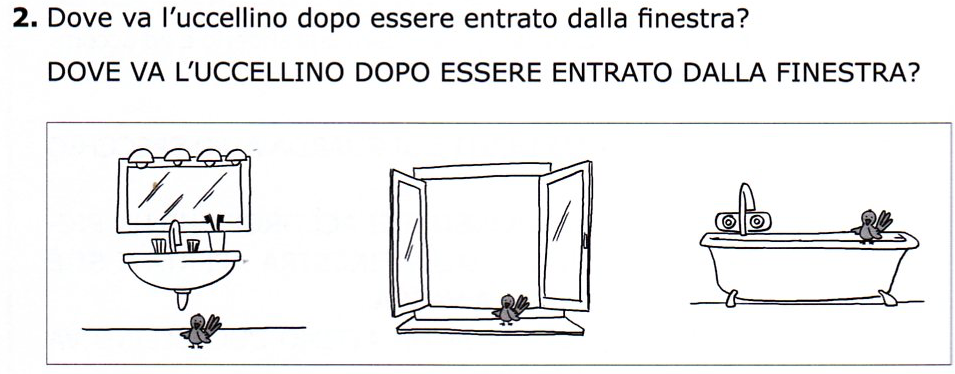 2. Dove va l'uccellino dopo essere entrato dalla finestra?
DOVE VA L'UCCELLINO DOPO ESSERE ENTRATO DALLA FINESTRA?